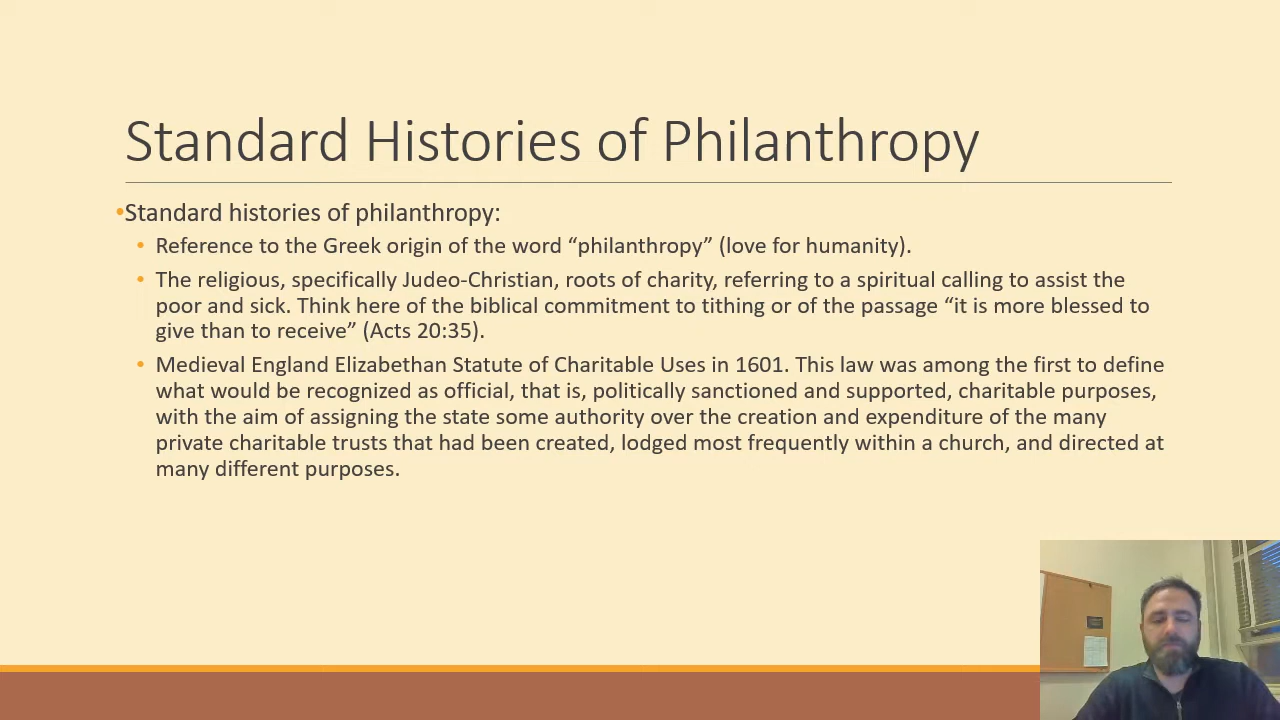 Standard Histories of Philanthropy
•Standard histories of philanthropy:
• Reference to the Greek origin of the word “philanthropy” (love for humanity).
• The religious, specifically Judeo-Christian, roots of charity, referring to a spiritual calling to assist the
poor and sick. Think here of the biblical commitment to tithing or of the passage “it is more blessed to
give than to receive” (Acts 20:35).
• Medieval England Elizabethan Statute of Charitable Uses in 1601. This law was among the first to define
what would be recognized as official, that is, politically sanctioned and supported, charitable purposes,
with the aim of assigning the state some authority over the creation and expenditure of the many
private charitable trusts that had been created, lodged most frequently within a church, and directed at
many different purposes.